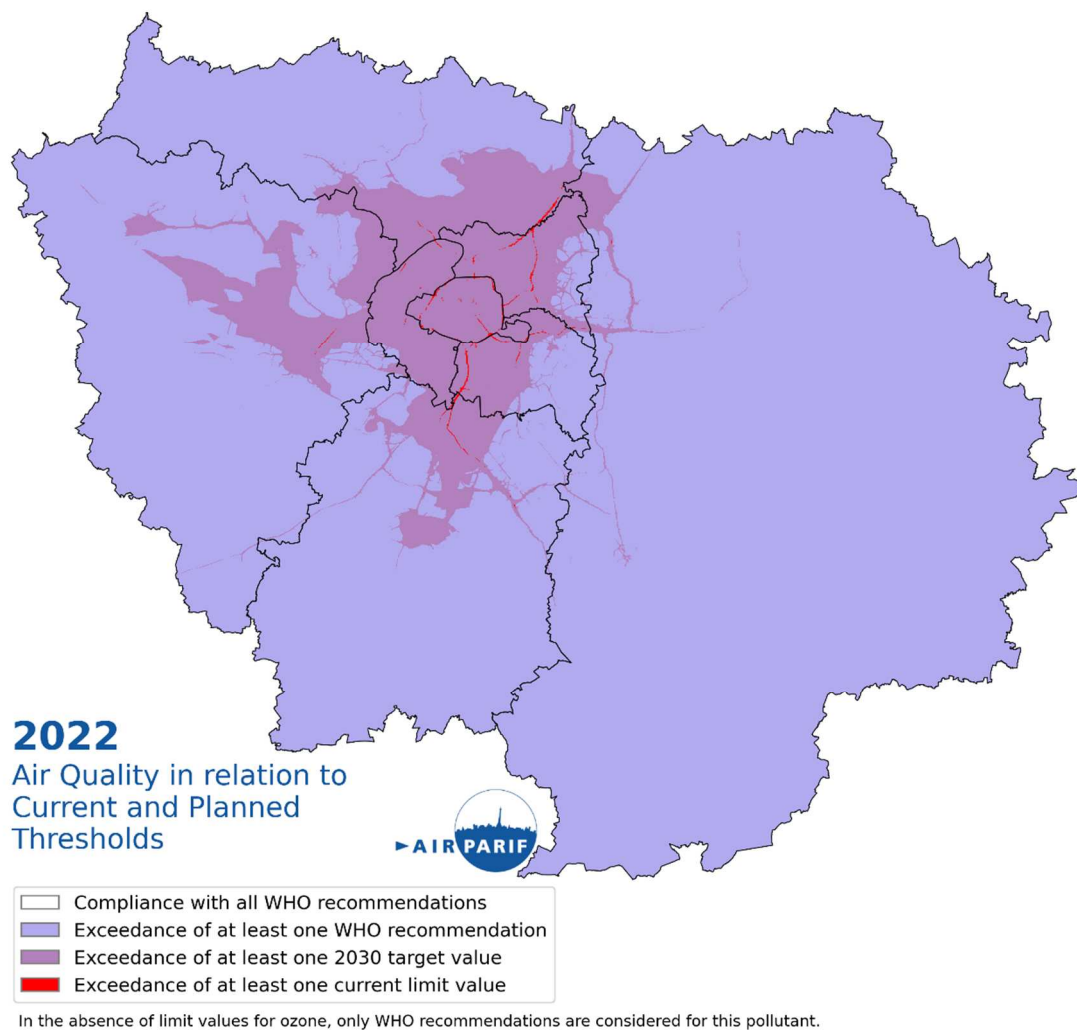 2022
Air Quality in relation to
Current and Planned
Thresholds
AIRPARIF
Compliance with all WHO recommendations
Exceedance of at least one WHO recommendation
Exceedance of at least one 2030 target value
Exceedance of at least one current limit value
In the absence of limit values for ozone, only WHO recommendations are considered for this pollutant.